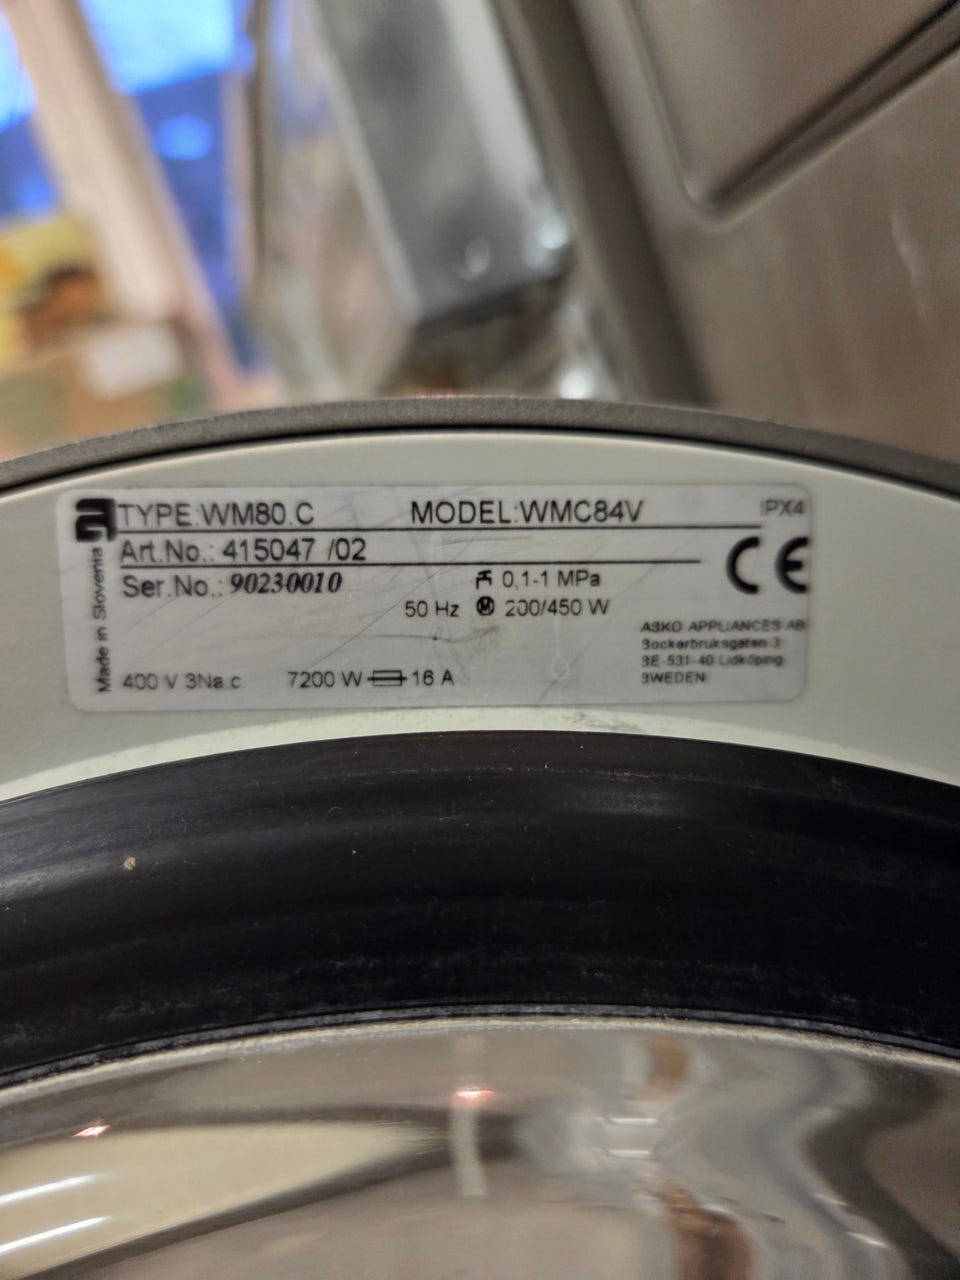 TYPE:WM80.C MODEL:WMC84V IPX4
Art.No.: 415047 /02
Ser.No.: 90230010 0,1-1 MPa
50 Hz M 200/450 W
400 V 3Na.c. 7200 W 16 A
CE
ASKO APPLIANCES AB
Sockerbruksgatan 3
SE-531-40 Lidköping
SWEDEN
Made in Slovenia